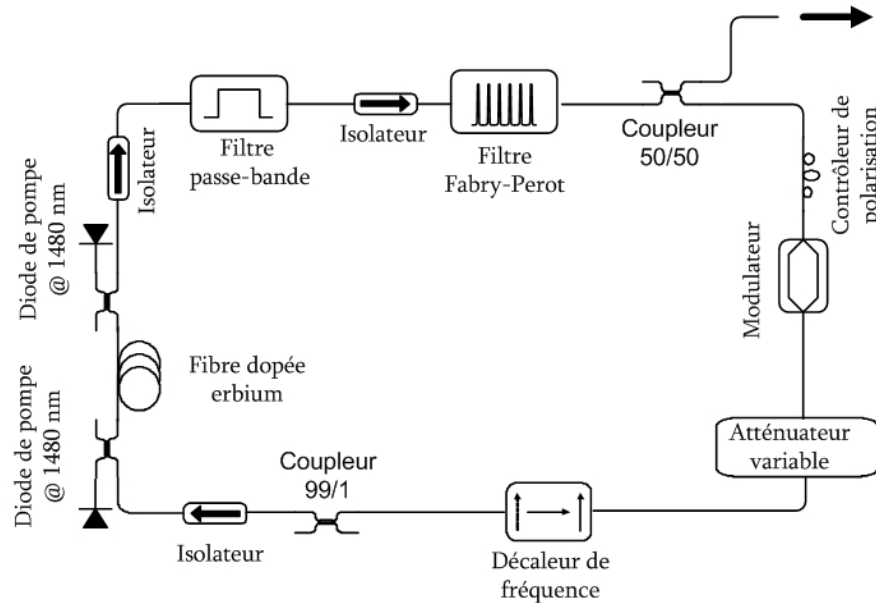 Isolateur
Filtre
passe-bande
Isolateur
Filtre
Fabry-Perot
Coupleur
50/50
Contrôleur de
polarisation
Modulateur
Atténuateur
variable
Décaleur de
fréquence
Coupleur
99/1
Isolateur
Diode de pompe
@ 1480 nm
Fibre dopée
erbium
Diode de pompe
@ 1480 nm